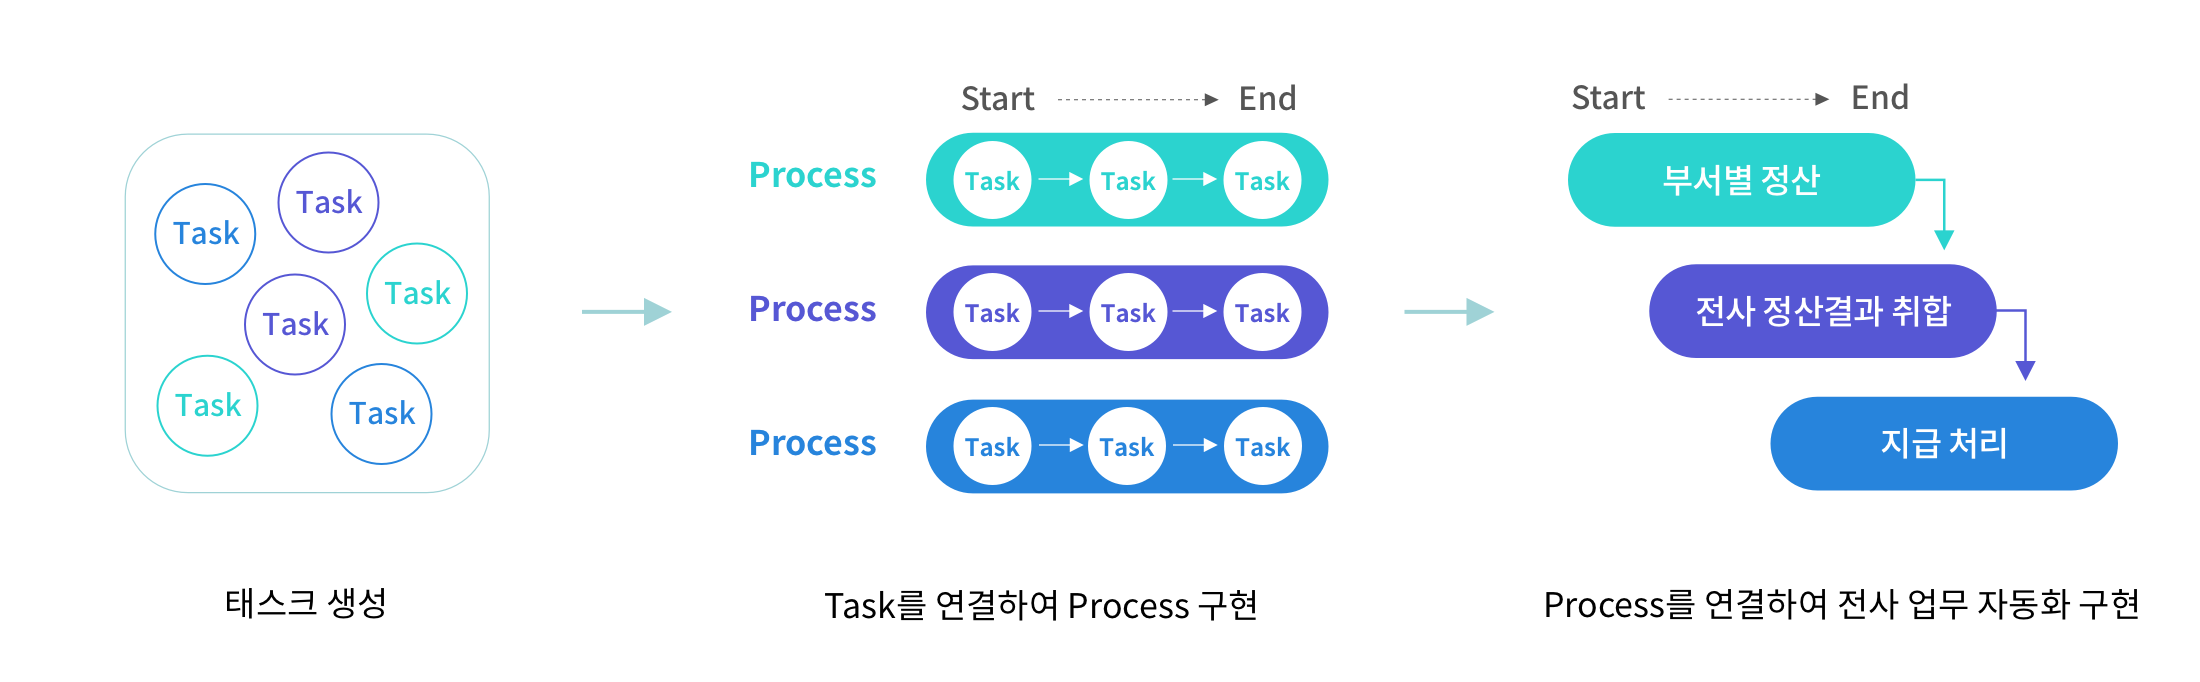 Task
Task
Task
Task
Task
Task
태스크 생성
Start End
Process Task Task Task
Process Task Task Task
Process Task Task Task
Task를 연결하여 Process 구현
Start End
부서별 정산
전사 정산결과 취합
지급 처리
Process를 연결하여 전사 업무 자동화 구현